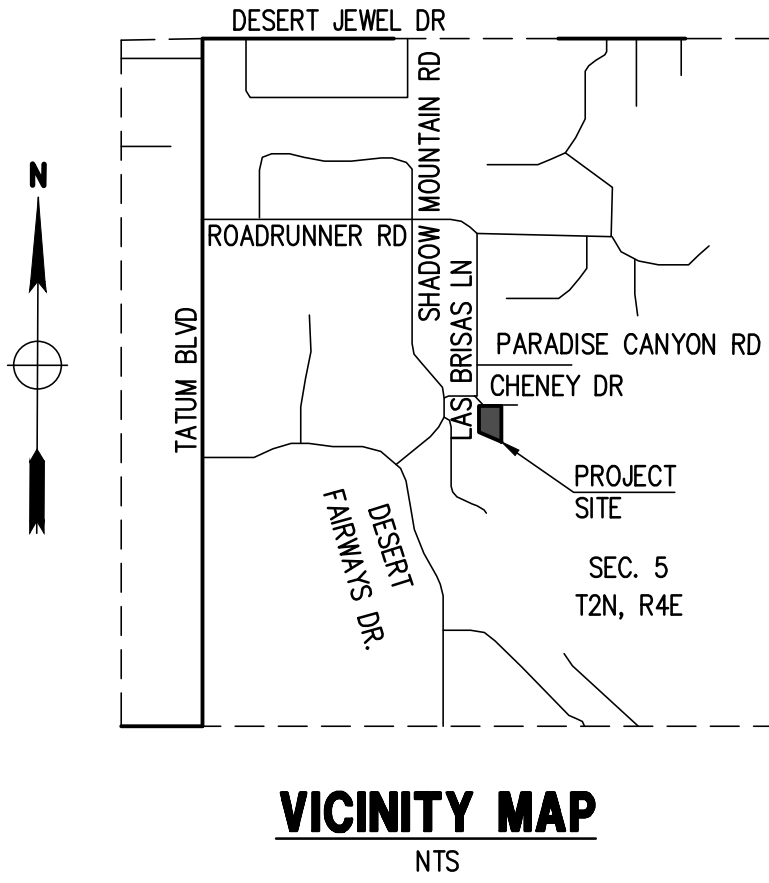 DESERT JEWEL DR
SHADOW MOUNTAIN RD
N
ROADRUNNER RD
TATUM BLVD
LAS BRISAS LN
PARADISE CANYON RD
CHENEY DR
PROJECT
SITE
DESERT
FAIRWAYS DR.
SEC. 5
T2N, R4E
VICINITY MAP
NTS